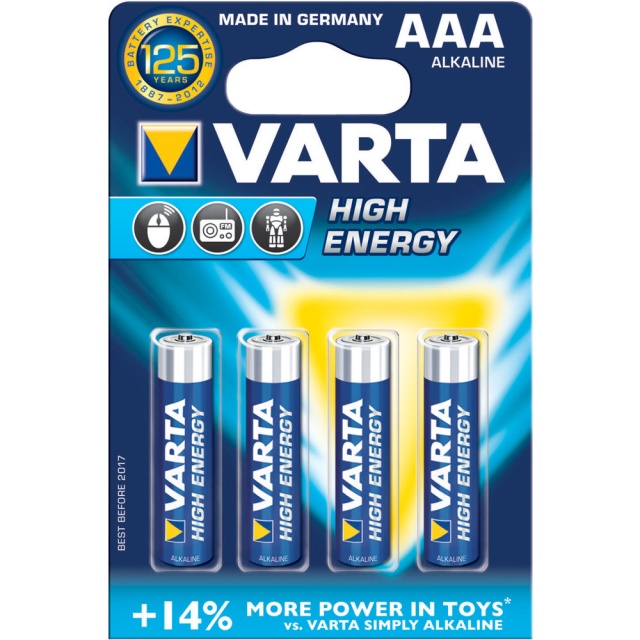 MADE IN GERMANY
AAA
ALKALINE
BATTERY EXPERTISE
125
YEARS
1887-2012
VARTA
FM
HIGH
ENERGY
VARTA
HIGH ENERGY
ALKALINE
VARTA
HIGH ENERGY
ALKALINE
VARTA
HIGH ENERGY
ALKALINE
VARTA
HIGH ENERGY
ALKALINE
BEST BEFORE 2017
+14% MORE POWER IN TOYS*
vs. VARTA SIMPLY ALKALINE